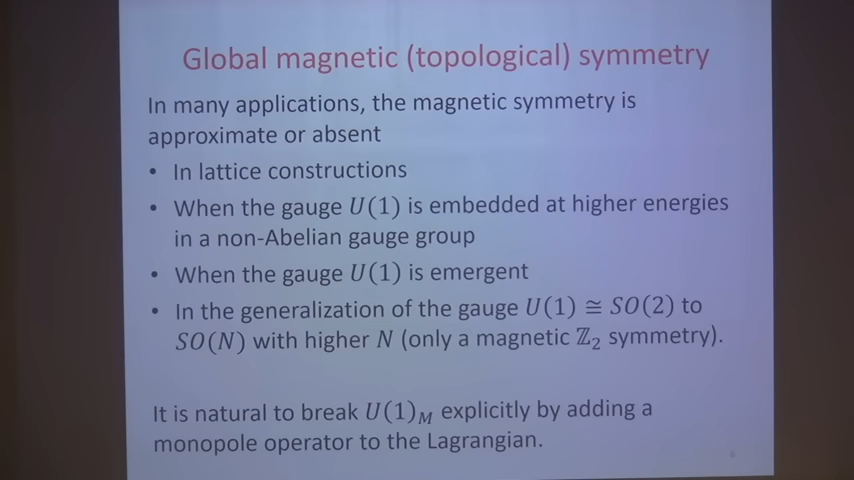 Global magnetic (topological) symmetry
In many applications, the magnetic symmetry is
approximate or absent
• In lattice constructions
• When the gauge U(1) is embedded at higher energies
in a non-Abelian gauge group
• When the gauge U(1) is emergent
• In the generalization of the gauge U(1) ≅ SO(2) to
SO(N) with higher N (only a magnetic ℤ₂ symmetry).
It is natural to break U(1)_M explicitly by adding a
monopole operator to the Lagrangian.